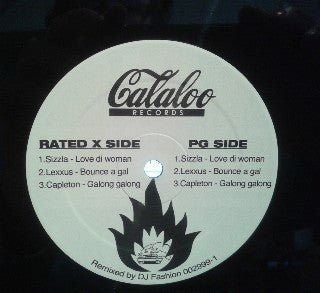 Calaloo
RECORDS
RATED X SIDE
1.Sizzla - Love di woman
2.Lexxus - Bounce a gal
3.Capleton - Galong galong
PG SIDE
1.Sizzla - Love di woman
2.Lexxus - Bounce a gal
3.Capleton - Galong galong
Remixed by DJ Fashion 002999-1